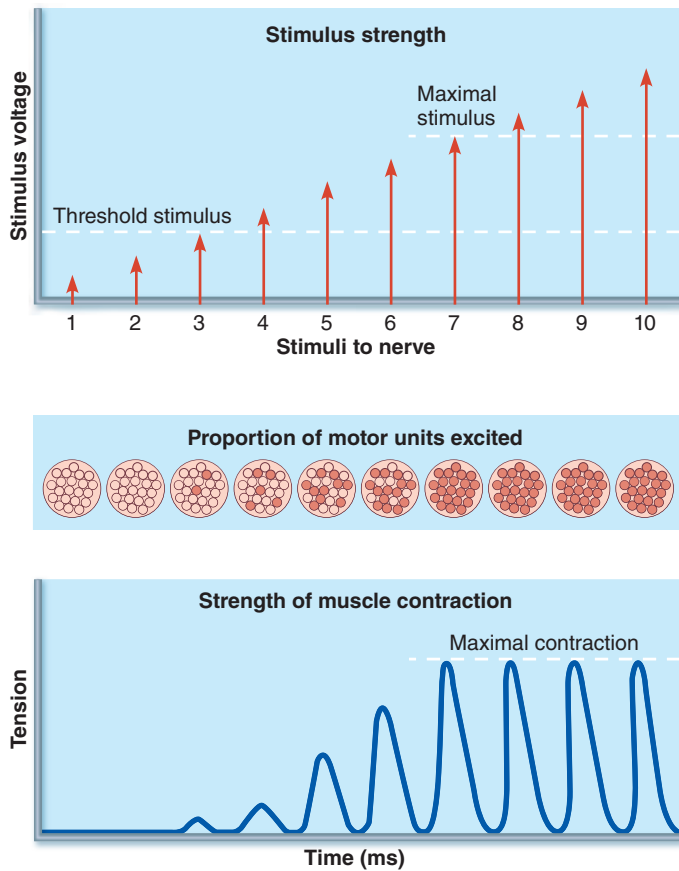 Stimulus strength
Stimulus voltage
Maximal
stimulus
Threshold stimulus
1 2 3 4 5 6 7 8 9 10
Stimuli to nerve
Proportion of motor units excited
Strength of muscle contraction
Maximal contraction
Tension
Time (ms)